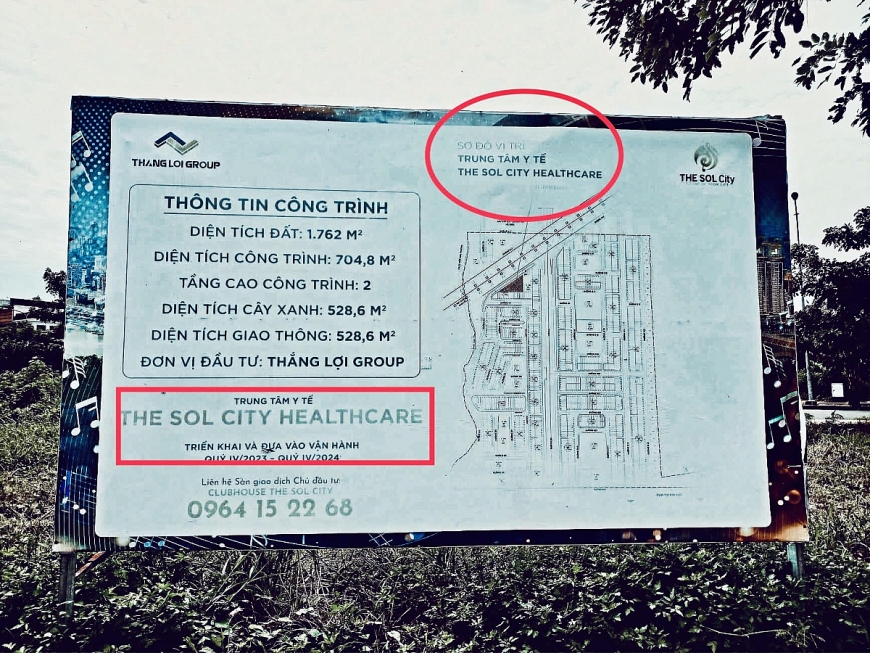 THẮNG LỢI GROUP
THÔNG TIN CÔNG TRÌNH
DIỆN TÍCH ĐẤT: 1.762 M²
DIỆN TÍCH CÔNG TRÌNH: 704,8 M²
TẦNG CAO CÔNG TRÌNH: 2
DIỆN TÍCH CÂY XANH: 528,6 M²
DIỆN TÍCH GIAO THÔNG: 528,6 M²
ĐƠN VỊ ĐẦU TƯ: THẮNG LỢI GROUP
TRUNG TÂM Y TẾ
THE SOL CITY HEALTHCARE
TRIỂN KHAI VÀ ĐƯA VÀO VẬN HÀNH
QUÝ IV/2023 - QUÝ IV/2024
Liên hệ Sàn giao dịch Chủ đầu tư:
CLUBHOUSE THE SOL CITY
0964 15 22 68
SƠ ĐỒ VỊ TRÍ
TRUNG TÂM Y TẾ
THE SOL CITY HEALTHCARE
THE SOL City